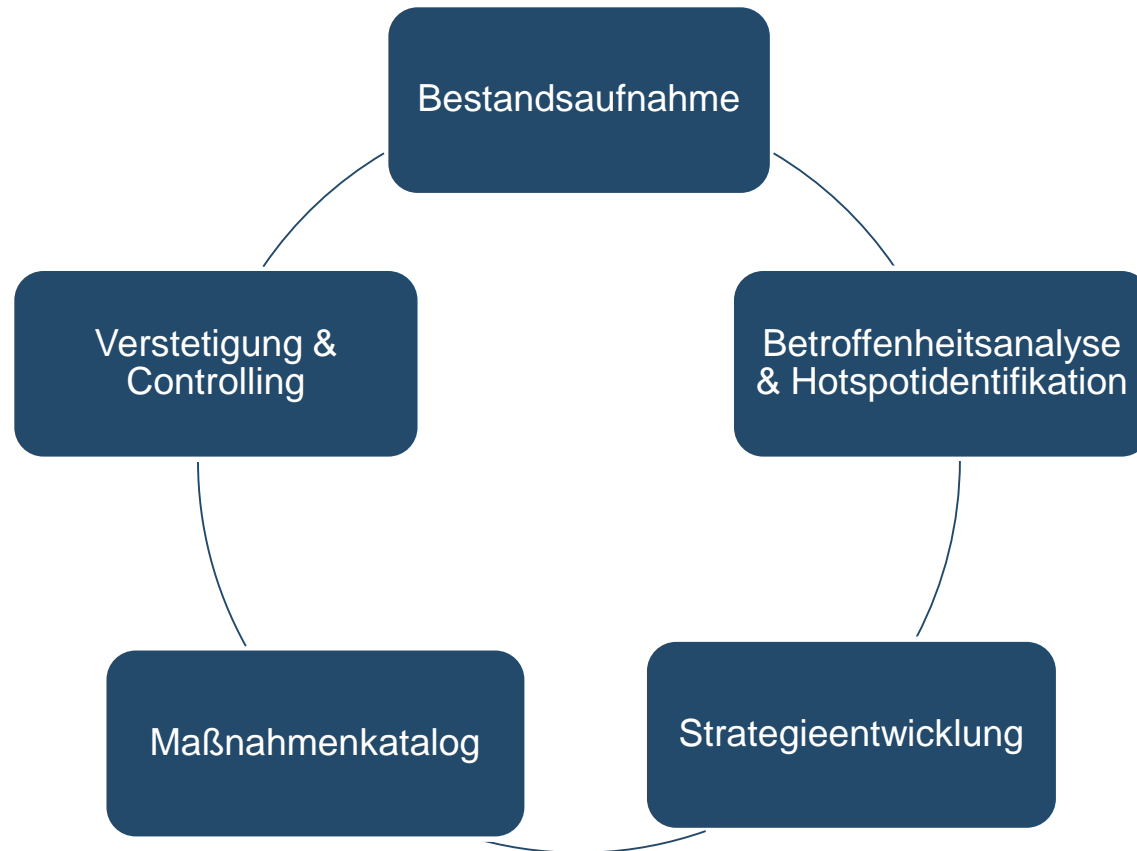 Bestandsaufnahme
Betroffenheitsanalyse
& Hotspotidentifikation
Strategieentwicklung
Maßnahmenkatalog
Verstetigung &
Controlling